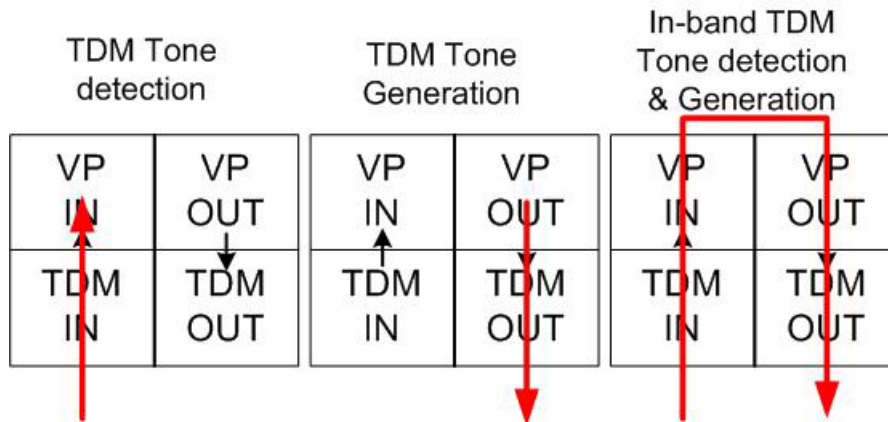 TDM Tone
detection
VP
IN
VP
OUT
TDM
IN
TDM
OUT
TDM Tone
Generation
VP
IN
VP
OUT
TDM
IN
TDM
OUT
In-band TDM
Tone detection
& Generation
VP
IN
VP
OUT
TDM
IN
TDM
OUT